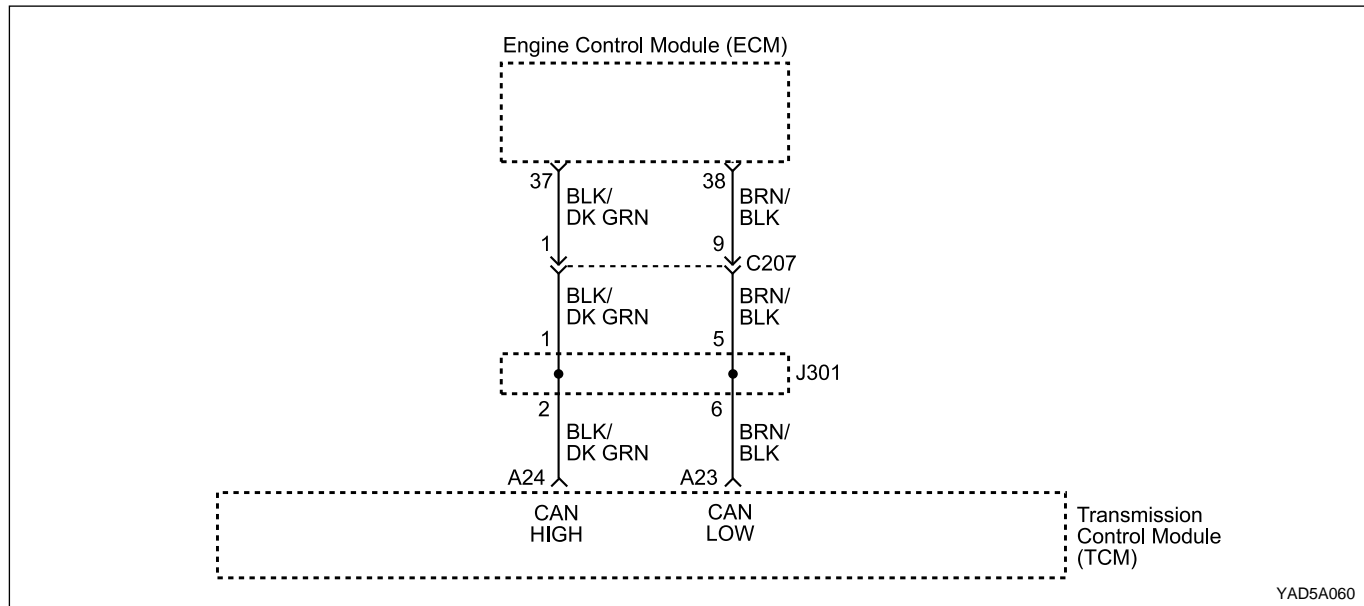 Engine Control Module (ECM)
37
38
BLK/
DK GRN
BRN/
BLK
1
9
C207
BLK/
DK GRN
BRN/
BLK
1
5
J301
2
6
BLK/
DK GRN
BRN/
BLK
A24
A23
CAN
HIGH
CAN
LOW
Transmission
Control Module
(TCM)
YAD5A060